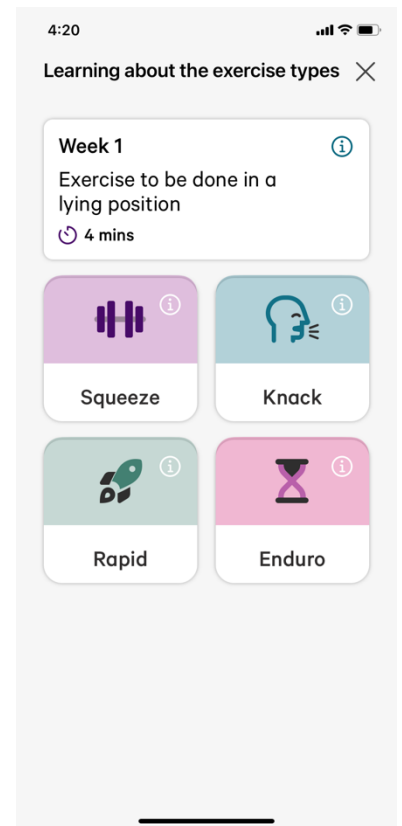 4:20
Learning about the exercise types
Week 1
Exercise to be done in a
lying position
4 mins
Squeeze
Knack
Rapid
Enduro